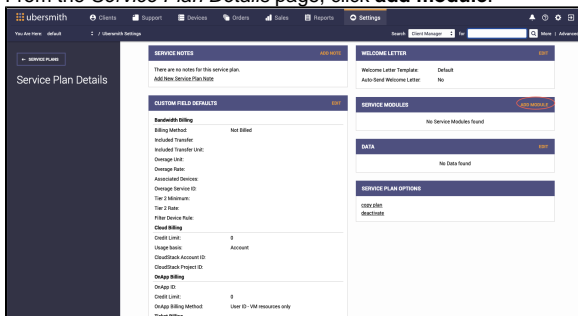 From the Service Plan Details page, click add module.
ubersmith Clients Support Devices Orders Sales Reports Settings
You Are Here: default / Ubersmith Settings Search Client Manager for More | Advanced
← SERVICE PLANS
Service Plan Details
SERVICE NOTES ADD NOTE
There are no notes for this service plan.
Add New Service Plan Note
CUSTOM FIELD DEFAULTS EDIT
Bandwidth Billing
Billing Method: Not Billed
Included Transfer:
Included Transfer Unit:
Overage Unit:
Overage Rate:
Associated Devices:
Overage Service ID:
Tier 2 Minimum:
Tier 2 Rate:
Filter Device Rule:
Cloud Billing
Credit Limit: 0
Usage basis: Account
CloudStack Account ID:
CloudStack Project ID:
OnApp Billing
OnApp ID:
Credit Limit: 0
OnApp Billing Method: User ID - VM resources only
WELCOME LETTER EDIT
Welcome Letter Template: Default
Auto-Send Welcome Letter: No
SERVICE MODULES ADD MODULE
No Service Modules found
DATA EDIT
No Data found
SERVICE PLAN OPTIONS
copy plan
deactivate